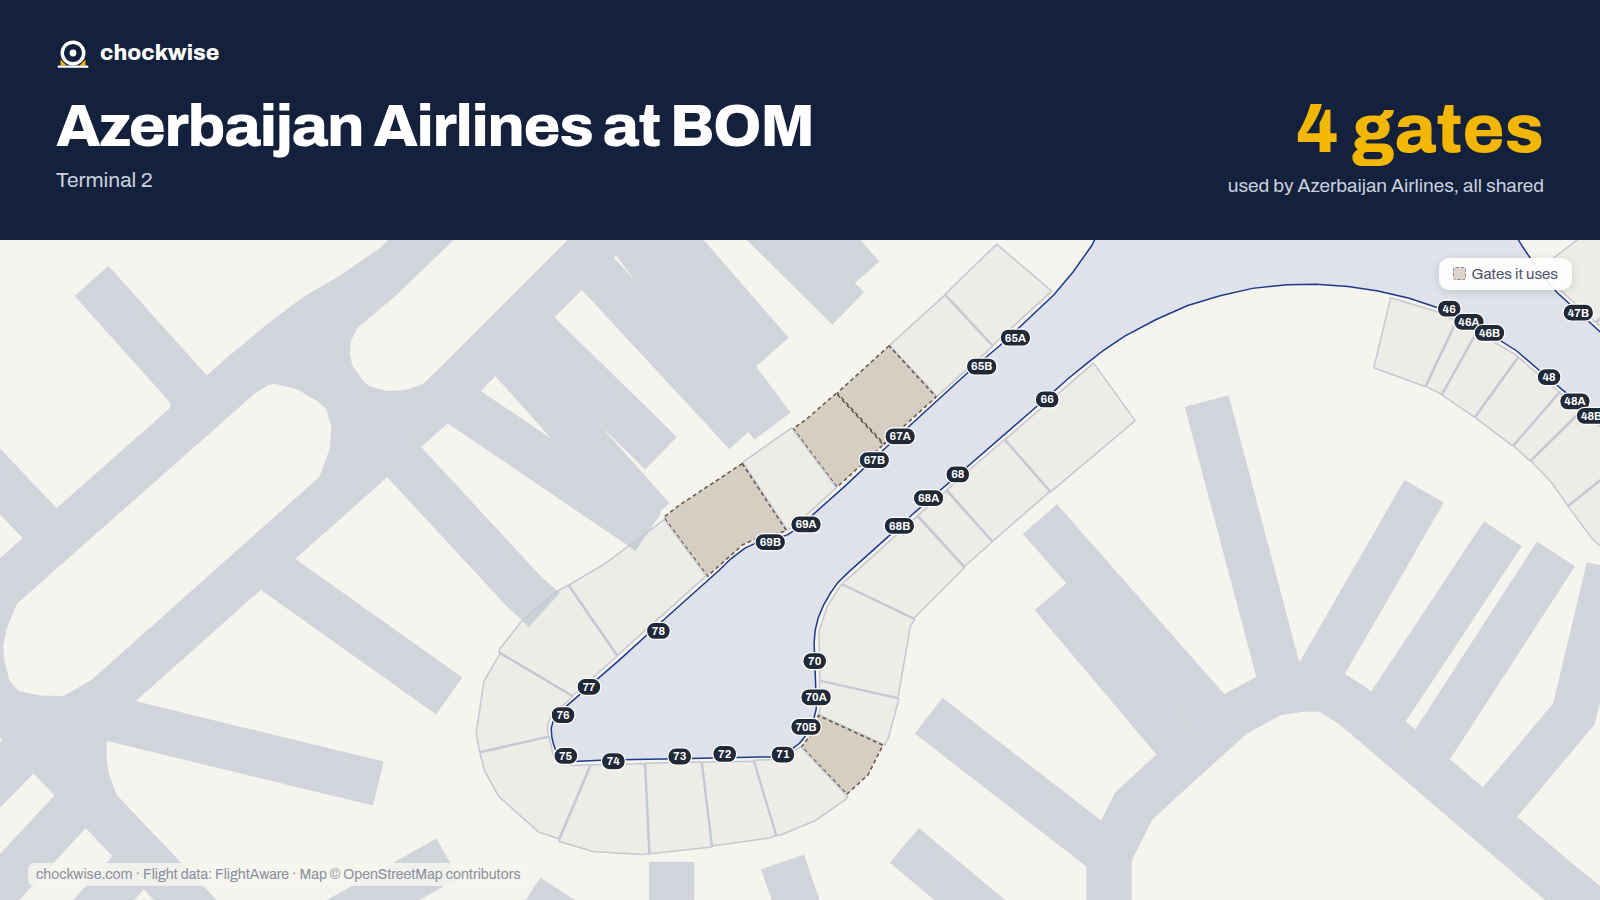 chockwise
Azerbaijan Airlines at BOM
Terminal 2
4 gates
used by Azerbaijan Airlines, all shared
Gates it uses
46
46A
46B
47B
48
48A
48B
65A
65B
66
67A
67B
68
68A
68B
69A
69B
70
70A
70B
71
72
73
74
75
76
77
78
chockwise.com · Flight data: FlightAware · Map © OpenStreetMap contributors